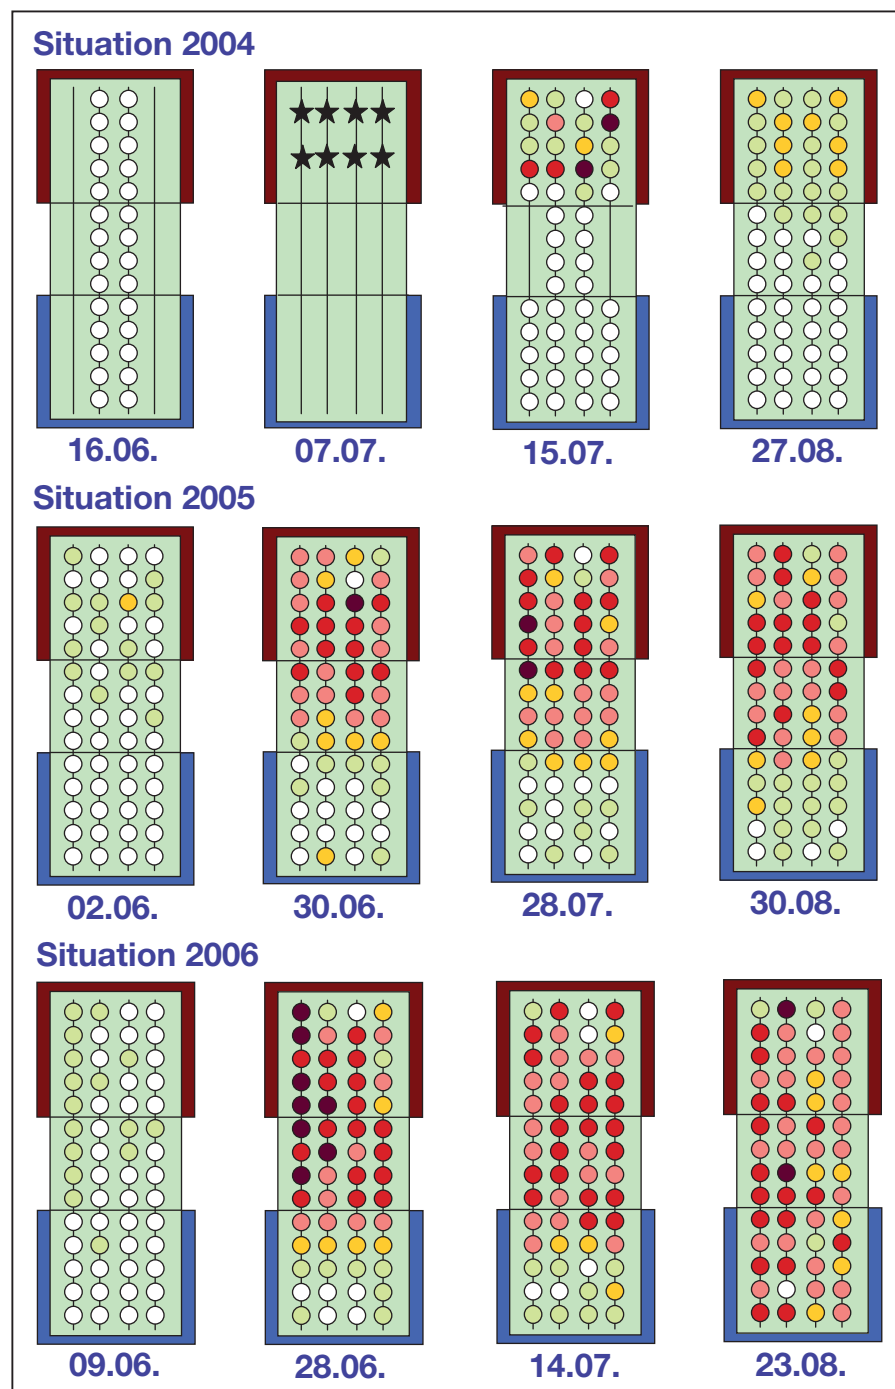 Situation 2004
16.06. 07.07. 15.07. 27.08.
Situation 2005
02.06. 30.06. 28.07. 30.08.
Situation 2006
09.06. 28.06. 14.07. 23.08.